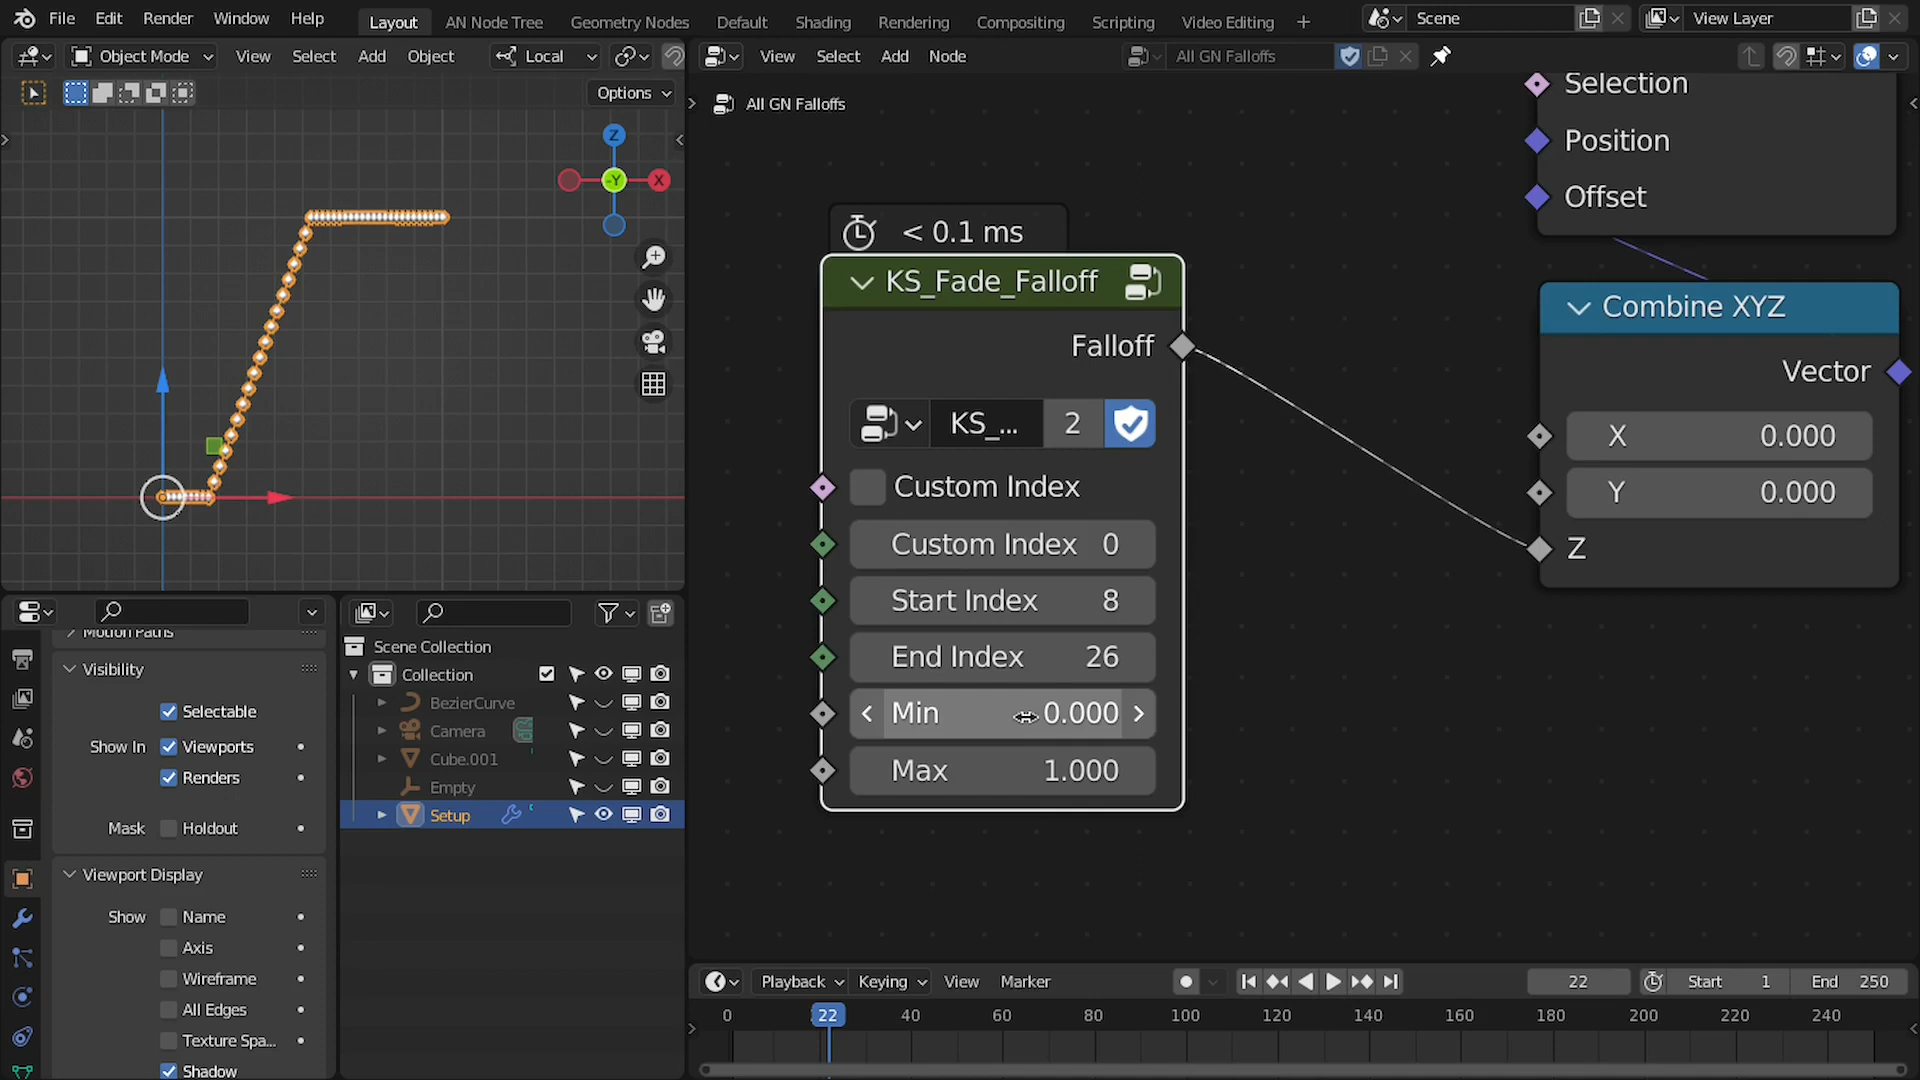 File Edit Render Window Help
Layout AN Node Tree Geometry Nodes Default Shading Rendering Compositing Scripting Video Editing +
Scene
View Layer
Object Mode View Select Add Object Local
Options
View Select Add Node
All GN Falloffs
All GN Falloffs
Z
-Y
X
< 0.1 ms
KS_Fade_Falloff
Falloff
KS_... 2
Custom Index
Custom Index 0
Start Index 8
End Index 26
Min 0.000
Max 1.000
Selection
Position
Offset
Combine XYZ
Vector
X 0.000
Y 0.000
Z
Motion Paths
Visibility
Selectable
Show In Viewports
Renders
Mask Holdout
Viewport Display
Show Name
Axis
Wireframe
All Edges
Texture Spa...
Shadow
Scene Collection
Collection
BezierCurve
Camera
Cube.001
Empty
Setup
Playback Keying View Marker
22
Start 1
End 250
0 22 40 60 80 100 120 140 160 180 200 220 240